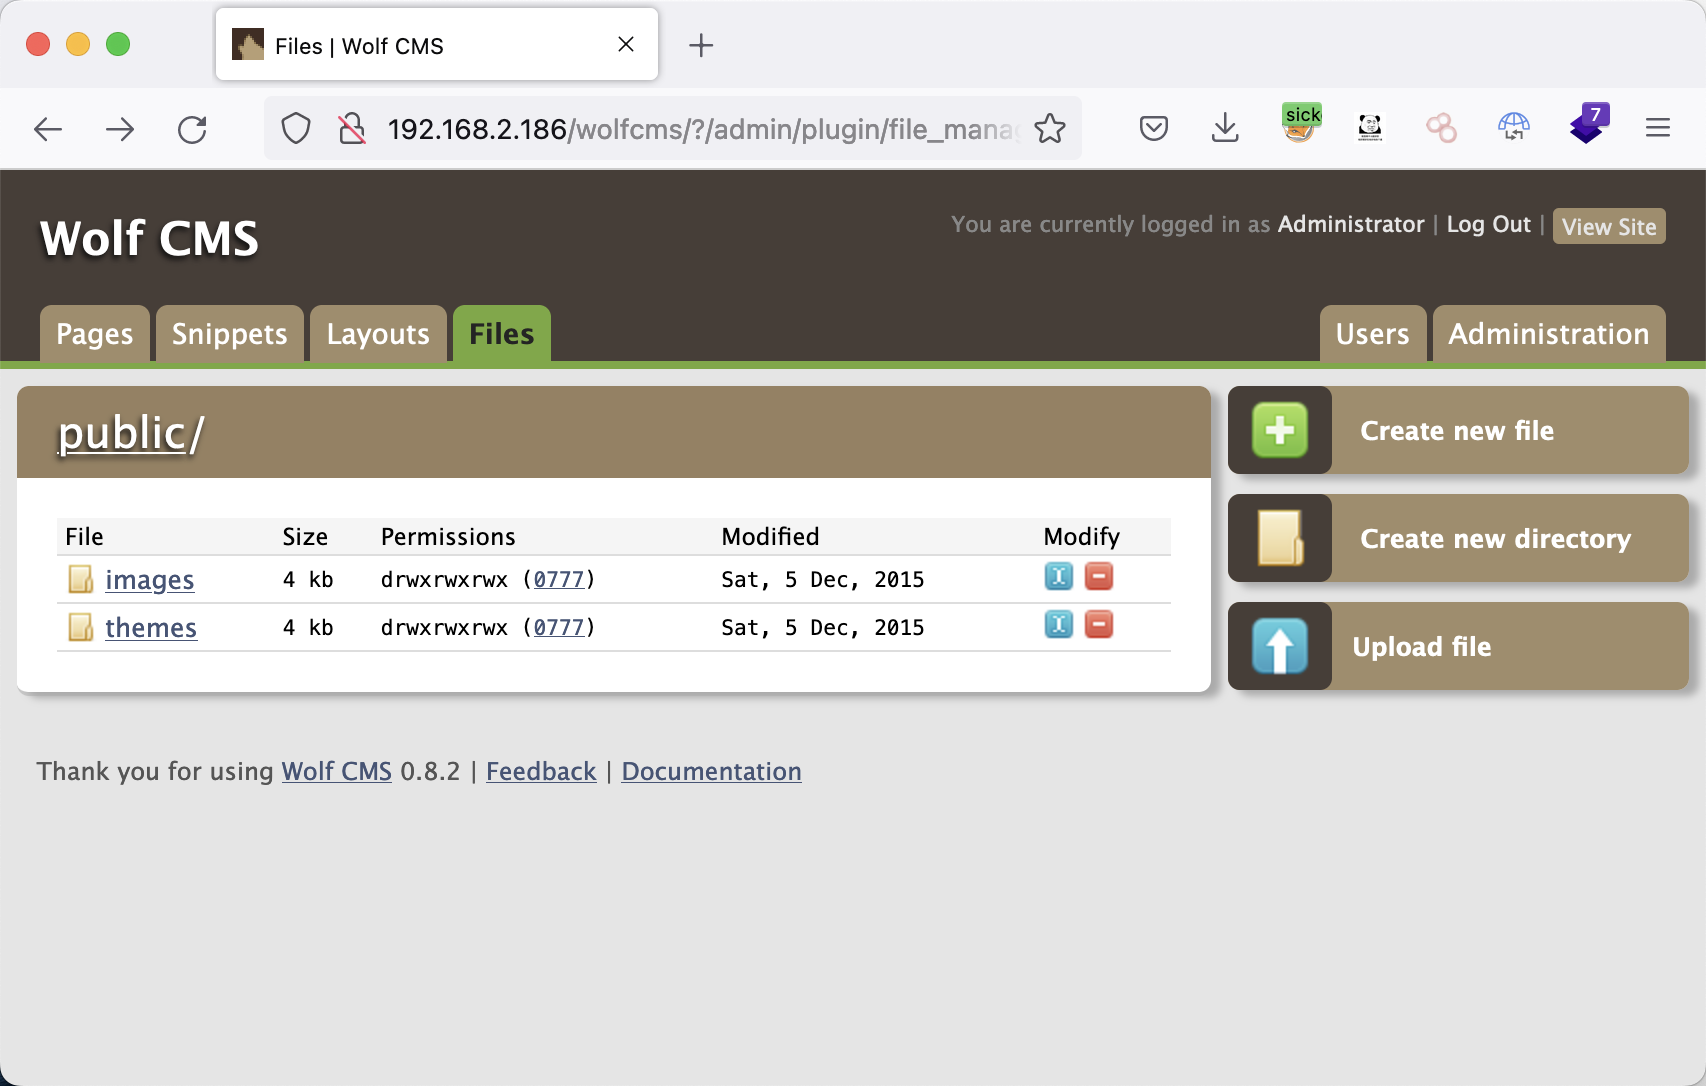 Files | Wolf CMS
192.168.2.186/wolfcms/?/admin/plugin/file_mana
sick
7
Wolf CMS
You are currently logged in as Administrator | Log Out | View Site
Pages Snippets Layouts Files Users Administration
public/
Create new file
File Size Permissions Modified Modify
images 4 kb drwxrwxrwx (0777) Sat, 5 Dec, 2015
Create new directory
themes 4 kb drwxrwxrwx (0777) Sat, 5 Dec, 2015
Upload file
Thank you for using Wolf CMS 0.8.2 | Feedback | Documentation